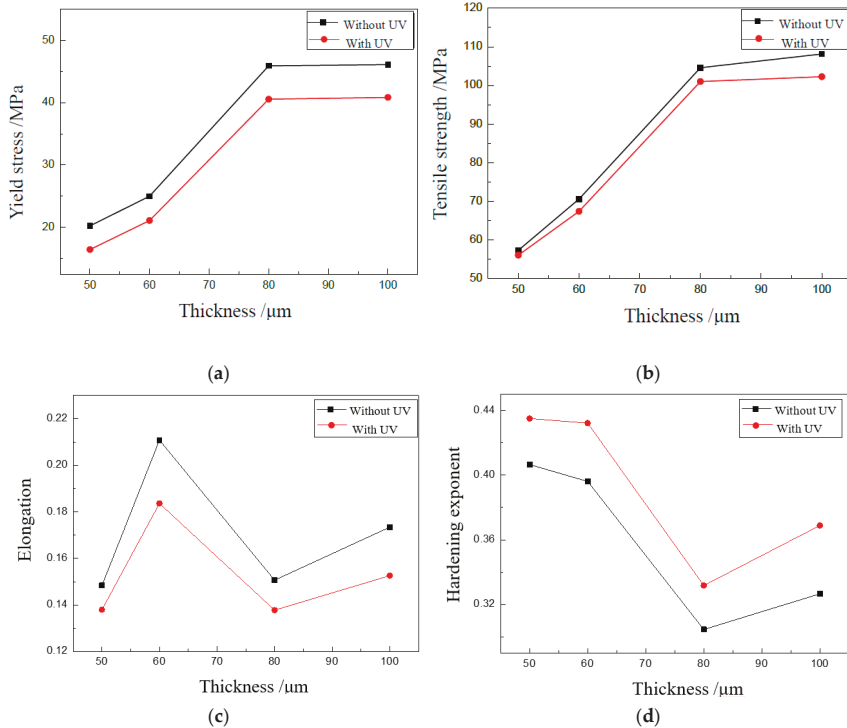 Without UV
With UV
50
40
30
20
50
60
70
80
90
100
Yield stress /MPa
Thickness /μm
(a)
Without UV
With UV
120
110
100
90
80
70
60
50
50
60
70
80
90
100
Tensile strength /MPa
Thickness /μm
(b)
Without UV
With UV
0.22
0.20
0.18
0.16
0.14
0.12
50
60
70
80
90
100
Elongation
Thickness /μm
(c)
Without UV
With UV
0.44
0.40
0.36
0.32
50
60
70
80
90
100
Hardening exponent
Thickness /μm
(d)